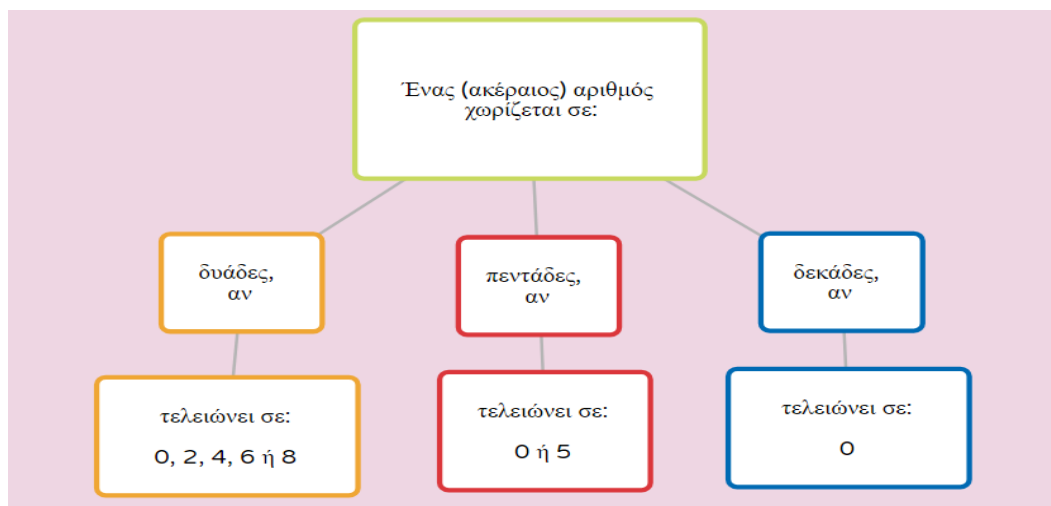 Ένας (ακέραιος) αριθμός
χωρίζεται σε:
δυάδες,
αν
πεντάδες,
αν
δεκάδες,
αν
τελειώνει σε:
0, 2, 4, 6 ή 8
τελειώνει σε:
0 ή 5
τελειώνει σε:
0